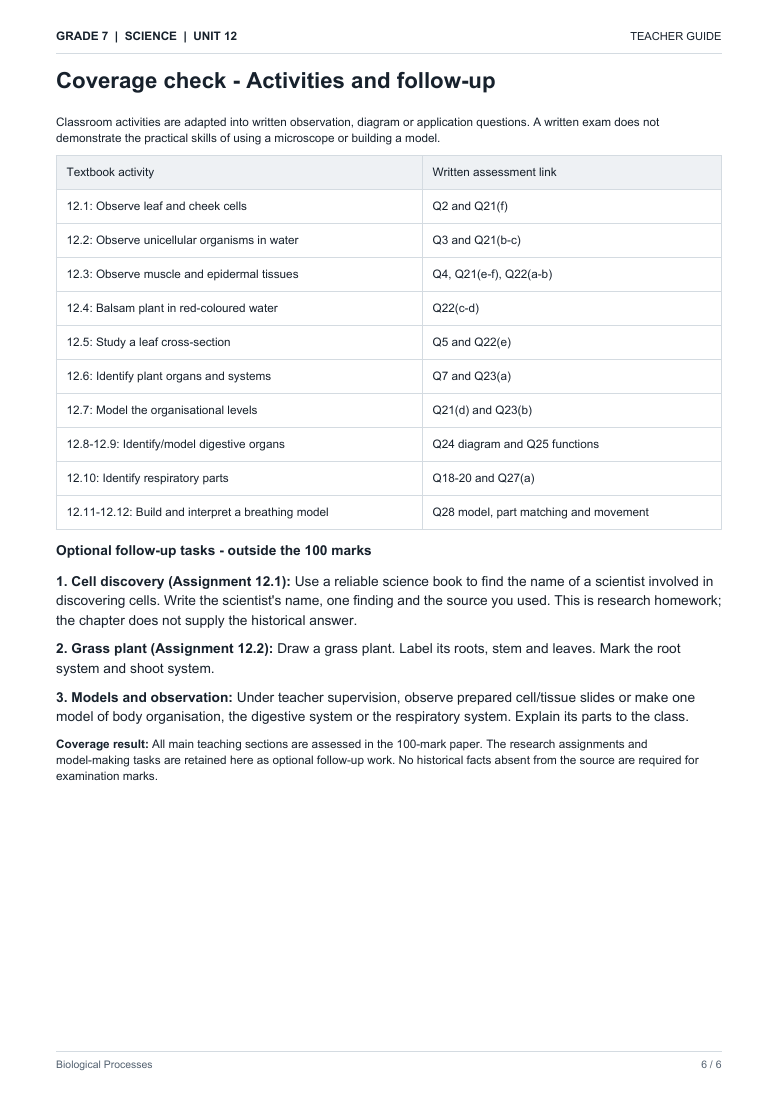 GRADE 7 | SCIENCE | UNIT 12
TEACHER GUIDE
Coverage check - Activities and follow-up
Classroom activities are adapted into written observation, diagram or application questions. A written exam does not
demonstrate the practical skills of using a microscope or building a model.
Textbook activity
Written assessment link
12.1: Observe leaf and cheek cells
Q2 and Q21(f)
12.2: Observe unicellular organisms in water
Q3 and Q21(b-c)
12.3: Observe muscle and epidermal tissues
Q4, Q21(e-f), Q22(a-b)
12.4: Balsam plant in red-coloured water
Q22(c-d)
12.5: Study a leaf cross-section
Q5 and Q22(e)
12.6: Identify plant organs and systems
Q7 and Q23(a)
12.7: Model the organisational levels
Q21(d) and Q23(b)
12.8-12.9: Identify/model digestive organs
Q24 diagram and Q25 functions
12.10: Identify respiratory parts
Q18-20 and Q27(a)
12.11-12.12: Build and interpret a breathing model
Q28 model, part matching and movement
Optional follow-up tasks - outside the 100 marks
1. Cell discovery (Assignment 12.1): Use a reliable science book to find the name of a scientist involved in
discovering cells. Write the scientist's name, one finding and the source you used. This is research homework;
the chapter does not supply the historical answer.
2. Grass plant (Assignment 12.2): Draw a grass plant. Label its roots, stem and leaves. Mark the root
system and shoot system.
3. Models and observation: Under teacher supervision, observe prepared cell/tissue slides or make one
model of body organisation, the digestive system or the respiratory system. Explain its parts to the class.
Coverage result: All main teaching sections are assessed in the 100-mark paper. The research assignments and
model-making tasks are retained here as optional follow-up work. No historical facts absent from the source are required for
examination marks.
Biological Processes
6 / 6